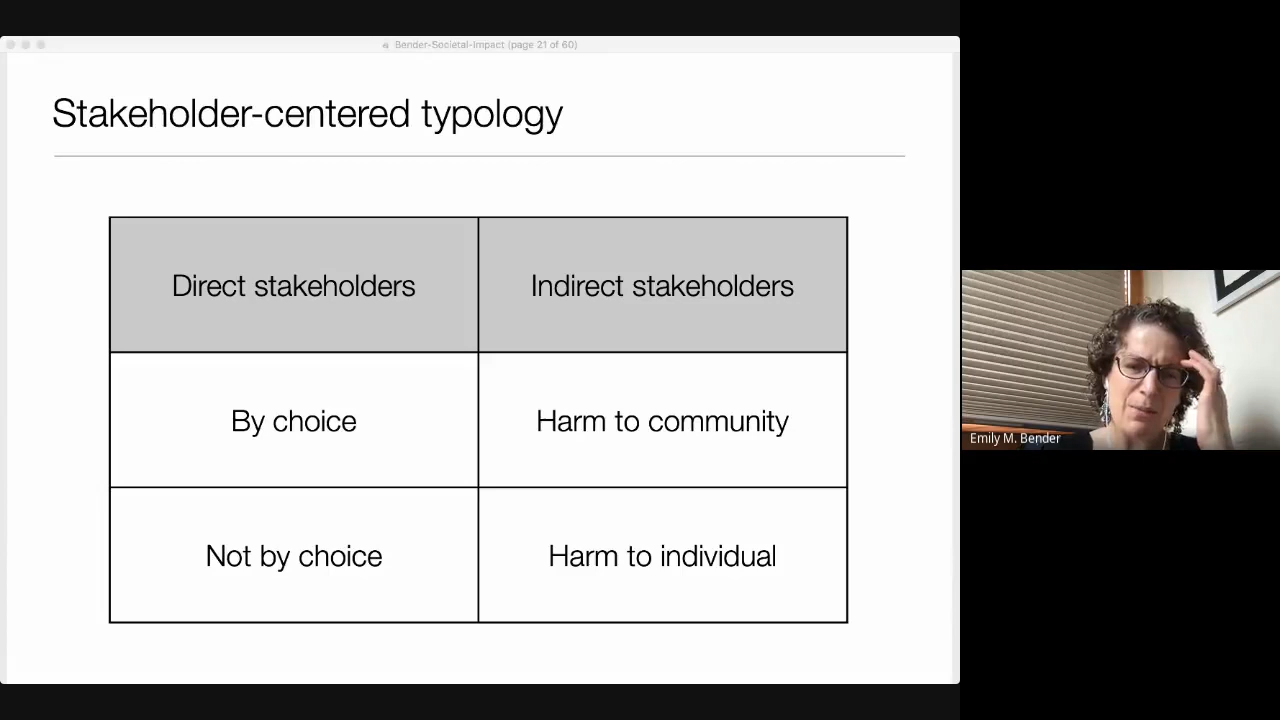 Bender-Societal-Impact (page 21 of 60)
Stakeholder-centered typology
Direct stakeholders
Indirect stakeholders
By choice
Harm to community
Not by choice
Harm to individual
Emily M. Bender